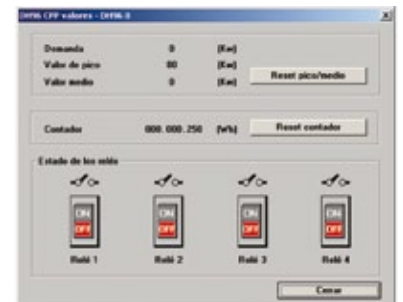 DH96 CPP valores - DH96-8
Demanda 0 (Kw)
Valor de pico 00 (Kw)
Valor medio 0 (Kw)
Reset pico/medio
Contador 000.000.250 (Wh)
Reset contador
Estado de los relés
ON ON ON ON
OFF OFF OFF OFF
Relé 1 Relé 2 Relé 3 Relé 4
Cerrar